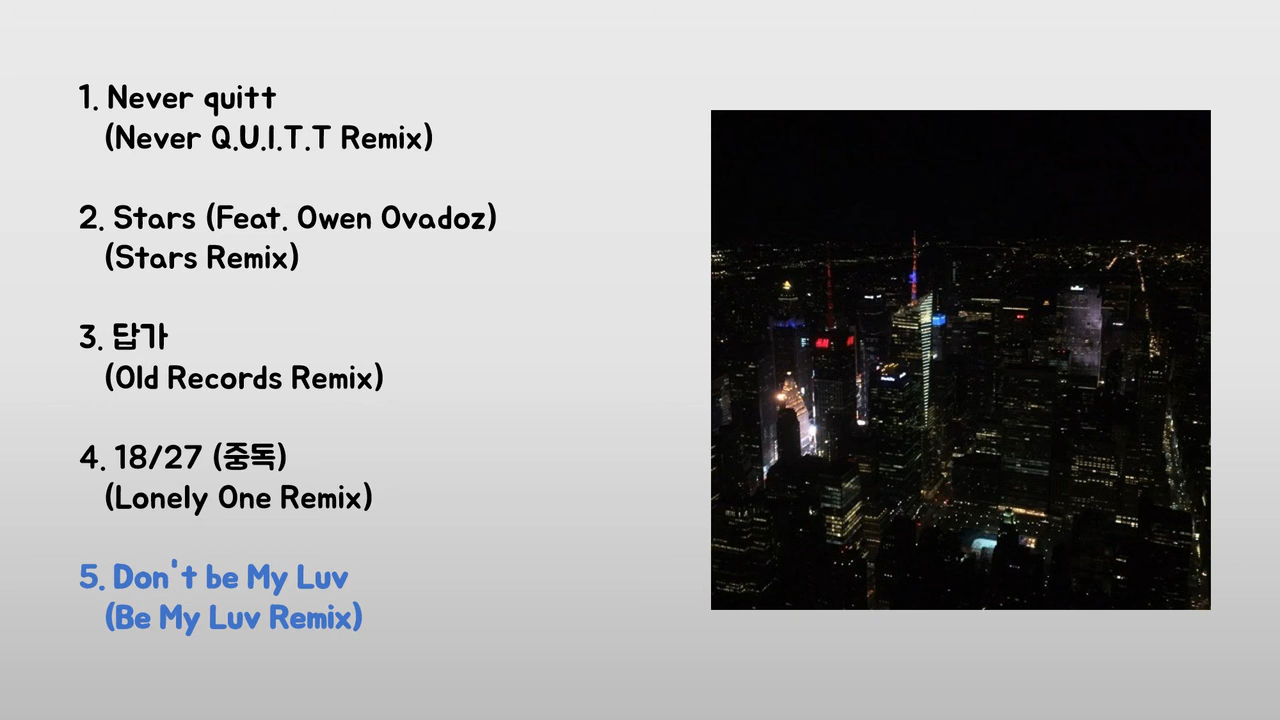 1. Never quitt
(Never Q.U.I.T.T Remix)
2. Stars (Feat. Owen Ovadoz)
(Stars Remix)
3. 답가
(Old Records Remix)
4. 18/27 (중독)
(Lonely One Remix)
5. Don't be My Luv
(Be My Luv Remix)